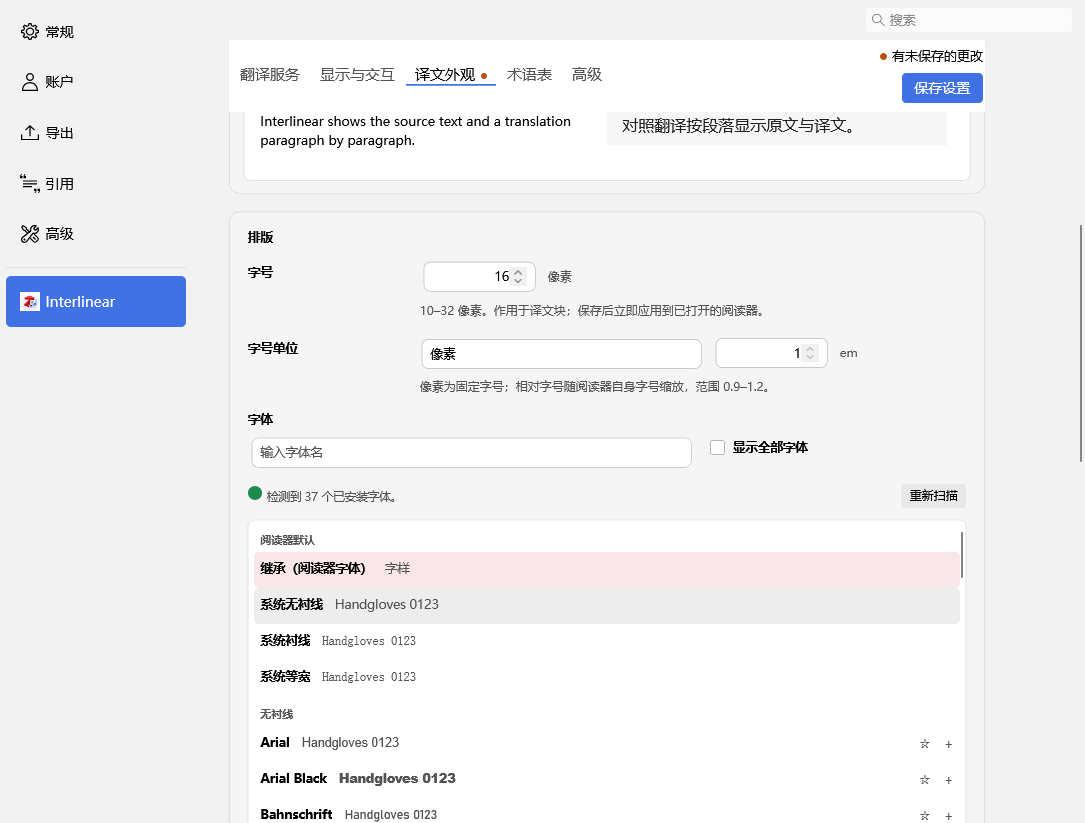 常规
账户
导出
引用
高级
Interlinear
搜索
有未保存的更改
翻译服务 显示与交互 译文外观 术语表 高级
保存设置
Interlinear shows the source text and a translation
paragraph by paragraph.
对照翻译按段落显示原文与译文。
排版
字号
16 像素
10–32 像素。作用于译文块；保存后立即应用到已打开的阅读器。
字号单位
像素 1 em
像素为固定字号；相对字号随阅读器自身字号缩放，范围 0.9–1.2。
字体
输入字体名 显示全部字体
检测到 37 个已安装字体。 重新扫描
阅读器默认
继承（阅读器字体） 字样
系统无衬线 Handgloves 0123
系统衬线 Handgloves 0123
系统等宽 Handgloves 0123
无衬线
Arial Handgloves 0123 ☆ +
Arial Black Handgloves 0123 ☆ +
Bahnschrift Handgloves 0123 ☆ +